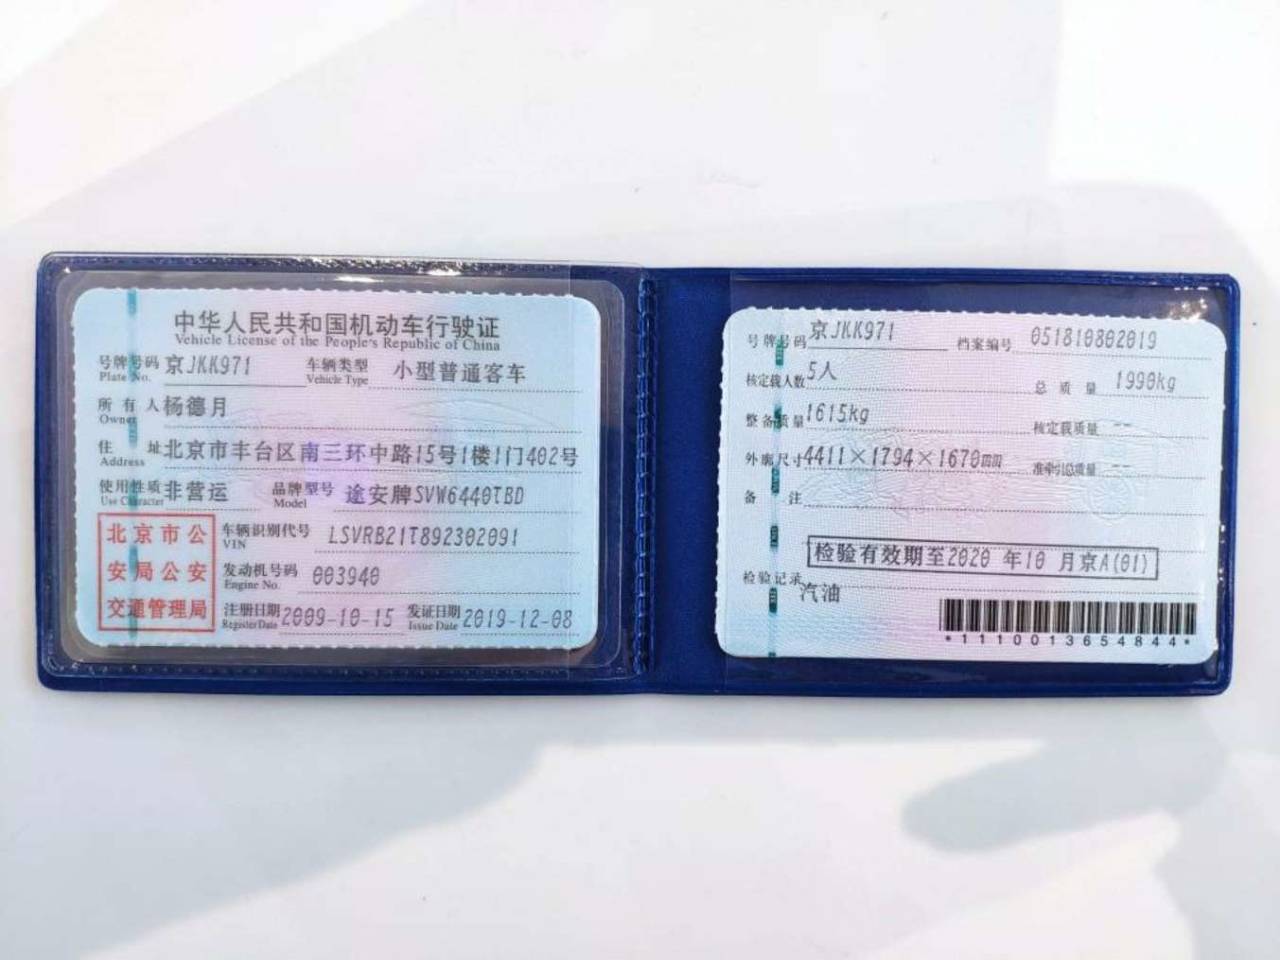 中华人民共和国机动车行驶证
Vehicle License of the People's Republic of China
号牌号码 京JKK971 车辆类型 小型普通客车
Plate No. Vehicle Type
所有人 杨德月
Owner
住址 北京市丰台区南三环中路15号1楼1门402号
Address
使用性质 非营运 品牌型号 途安牌SVW6440TBD
Use Character Model
北京市公
安局公安
交通管理局
车辆识别代号 LSVRB21T892302091
VIN
发动机号码 003940
Engine No.
注册日期 2009-10-15 发证日期 2019-12-08
Register Date Issue Date
号牌号码 京JKK971 档案编号 051810802019
核定载人数 5人 总质量 1990kg
整备质量 1615kg 核定载质量 --
外廓尺寸 4411×1794×1670mm 准牵引总质量 --
备注
检验有效期至2020 年10 月京A(01)
检验记录
汽油
*1110013654844*